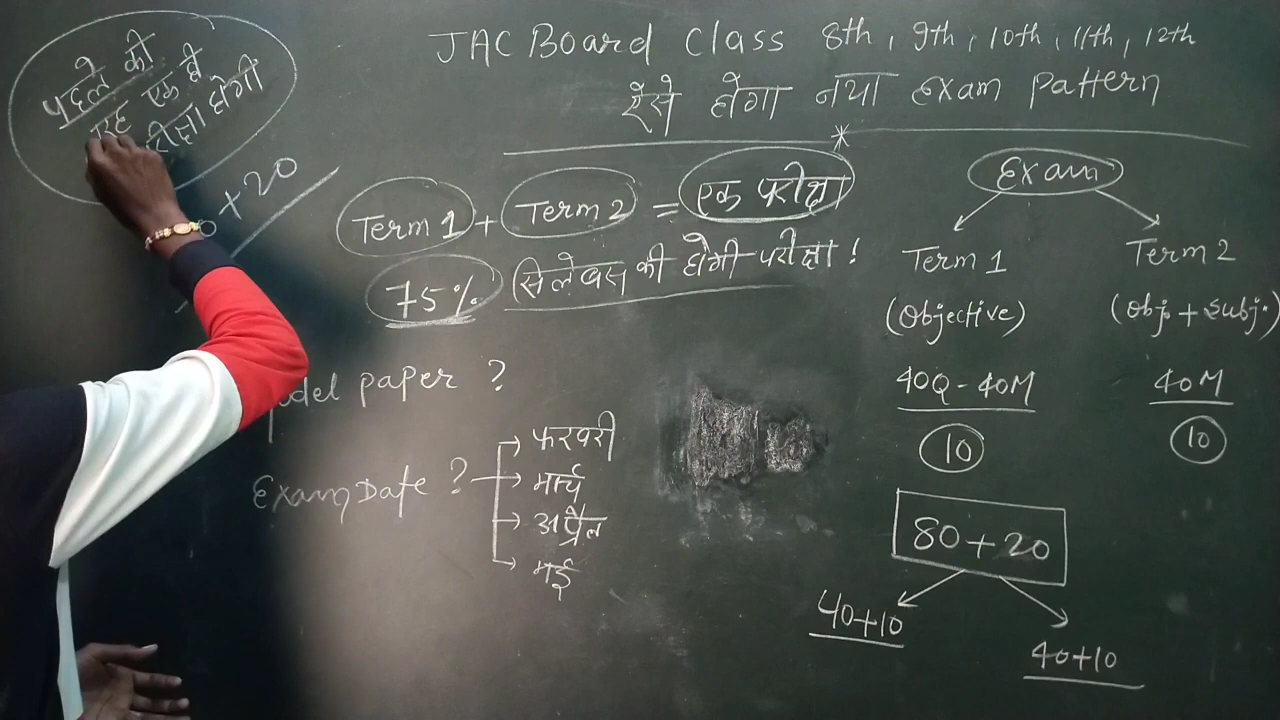 पहले की
तरह एक ही
परीक्षा होगी
0 + 20
JAC Board Class 8th, 9th, 10th, 11th, 12th
ऐसे होगा नया Exam pattern
Term 1 + Term 2 = एक परीक्षा
75% सिलेबस की होगी परीक्षा !
Model paper ?
Exam Date ?
फरवरी
मार्च
अप्रैल
मई
Exam
Term 1
(Objective)
40Q - 40M
10
Term 2
(Obj. + Subj.)
40M
10
80 + 20
40+10
40+10